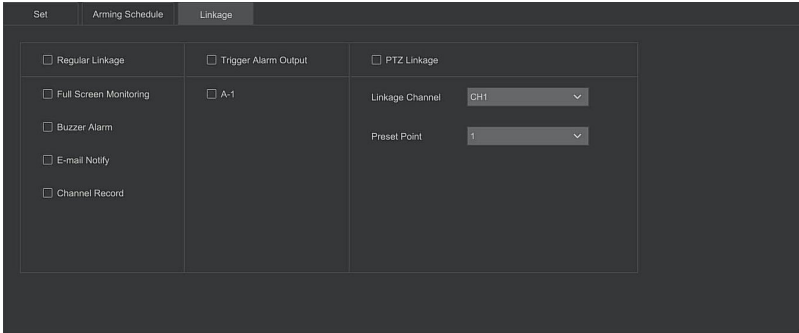 Set Arming Schedule Linkage
Regular Linkage Trigger Alarm Output PTZ Linkage
Full Screen Monitoring A-1 Linkage Channel CH1
Buzzer Alarm Preset Point 1
E-mail Notify
Channel Record